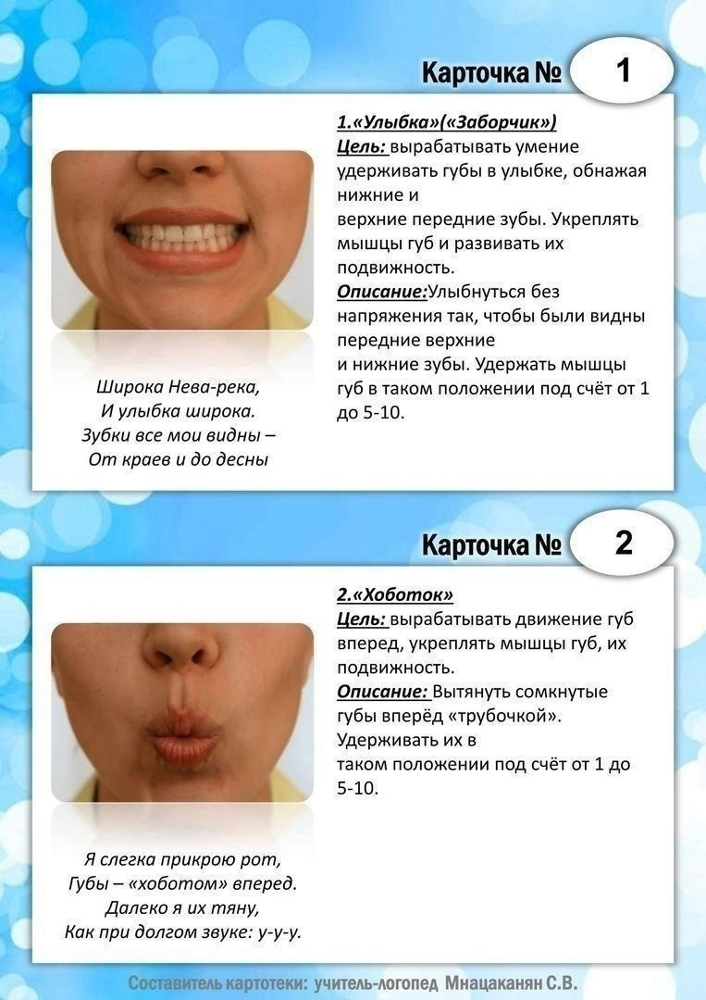 Карточка № 1
1.«Улыбка»(«Заборчик»)
Цель: вырабатывать умение
удерживать губы в улыбке, обнажая
нижние и
верхние передние зубы. Укреплять
мышцы губ и развивать их
подвижность.
Описание:Улыбнуться без
напряжения так, чтобы были видны
передние верхние
и нижние зубы. Удержать мышцы
губ в таком положении под счёт от 1
до 5-10.
Широка Нева-река,
И улыбка широка.
Зубки все мои видны –
От краев и до десны
Карточка № 2
2.«Хоботок»
Цель: вырабатывать движение губ
вперед, укреплять мышцы губ, их
подвижность.
Описание: Вытянуть сомкнутые
губы вперёд «трубочкой».
Удерживать их в
таком положении под счёт от 1 до
5-10.
Я слегка прикрою рот,
Губы – «хоботом» вперед.
Далеко я их тяну,
Как при долгом звуке: у-у-у.
Составитель картотеки: учитель-логопед Мнацаканян С.В.